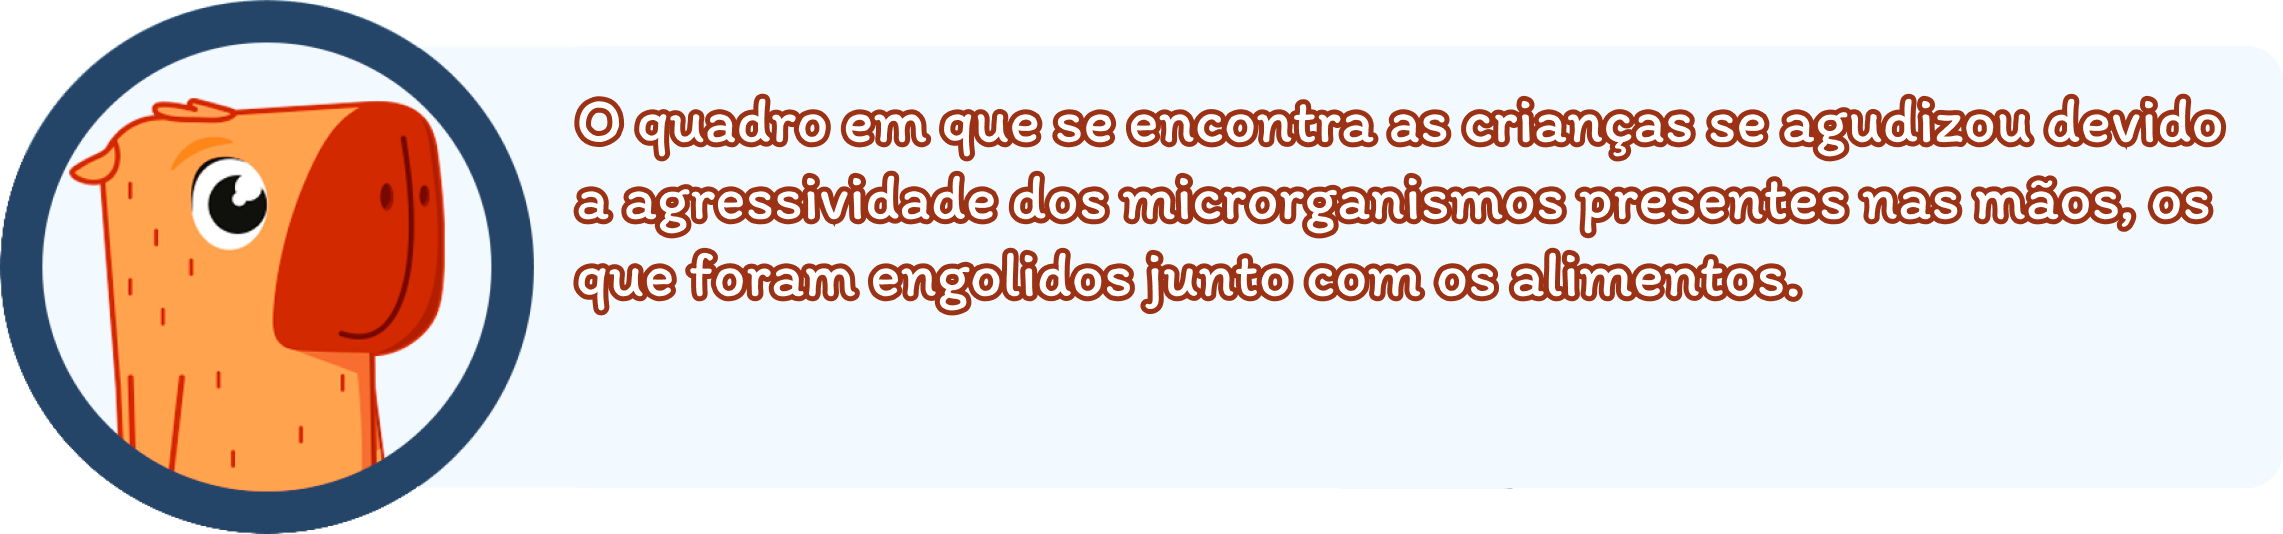 O quadro em que se encontra as crianças se agudizou devido
a agressividade dos microrganismos presentes nas mãos, os
que foram engolidos junto com os alimentos.